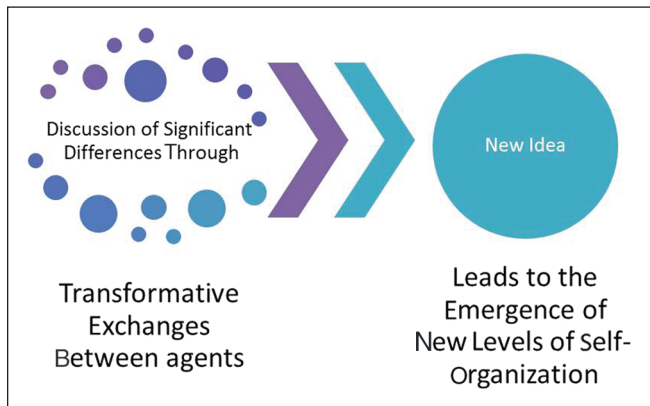 Discussion of Significant
Differences Through
Transformative
Exchanges
Between agents
New Idea
Leads to the
Emergence of
New Levels of Self-
Organization